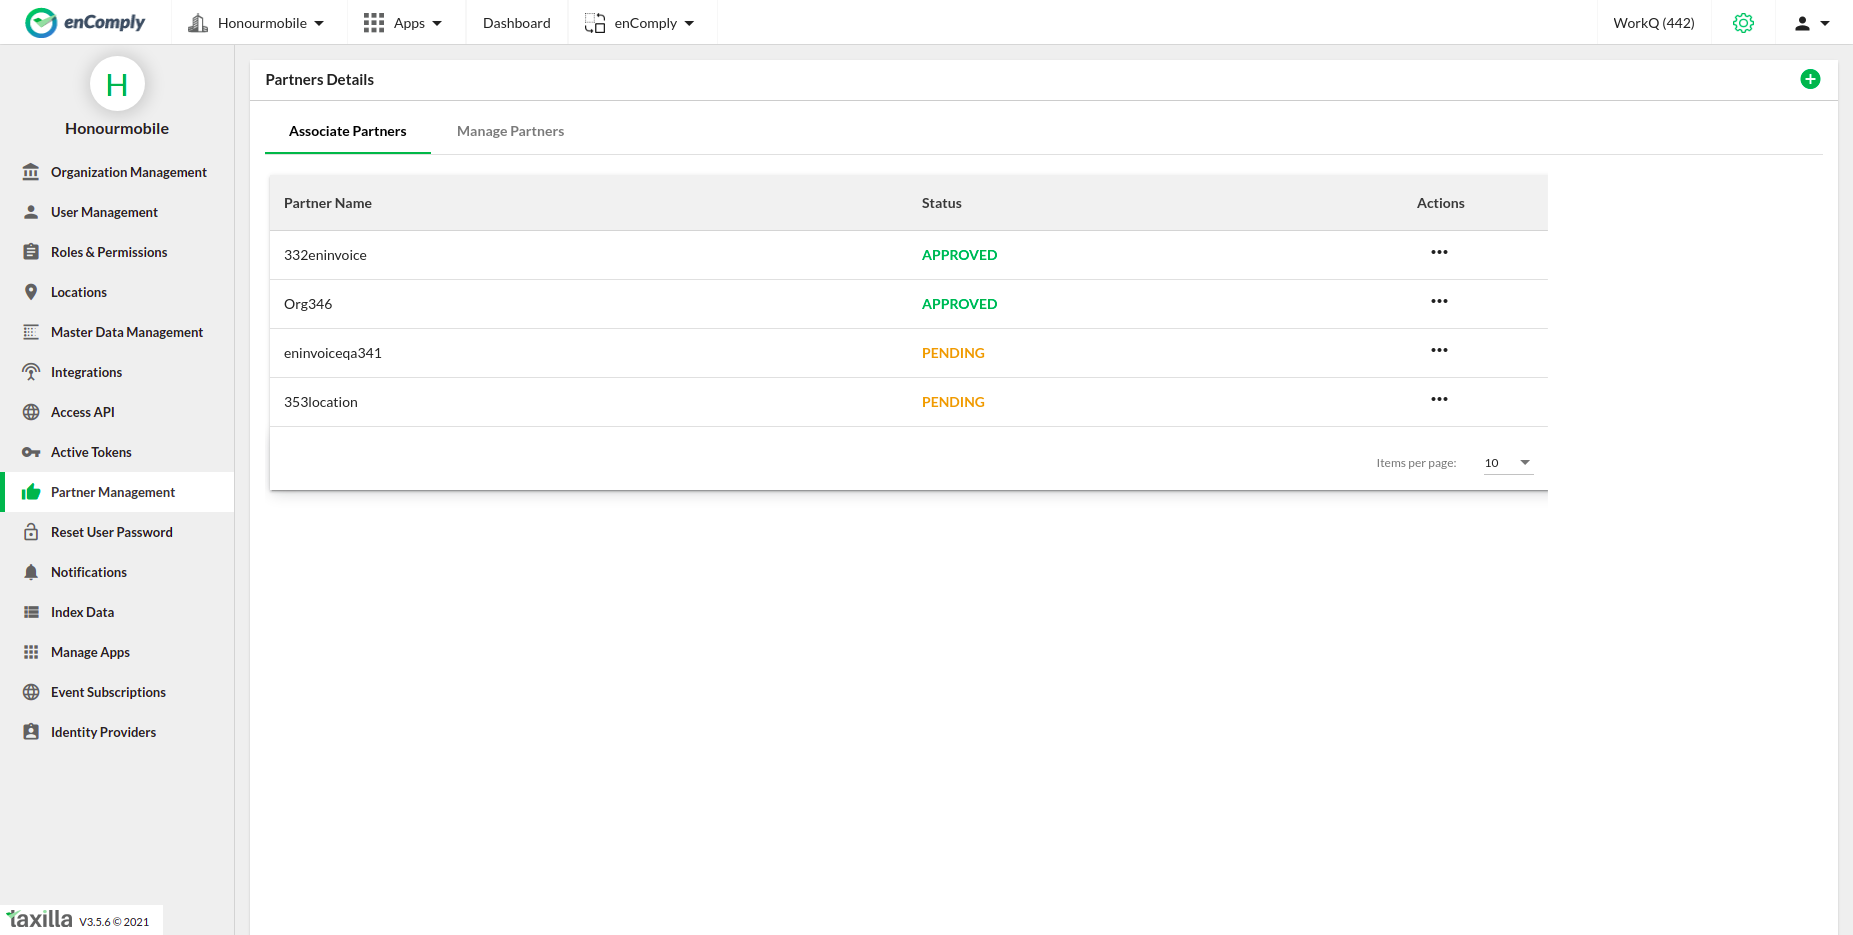 enComply
Honourmobile
Apps
Dashboard
enComply
WorkQ (442)
H
Honourmobile
Organization Management
User Management
Roles & Permissions
Locations
Master Data Management
Integrations
Access API
Active Tokens
Partner Management
Reset User Password
Notifications
Index Data
Manage Apps
Event Subscriptions
Identity Providers
taxilla V3.5.6 © 2021
Partners Details
Associate Partners Manage Partners
Partner Name Status Actions
332eninvoice APPROVED
Org346 APPROVED
eninvoiceqa341 PENDING
353location PENDING
Items per page: 10